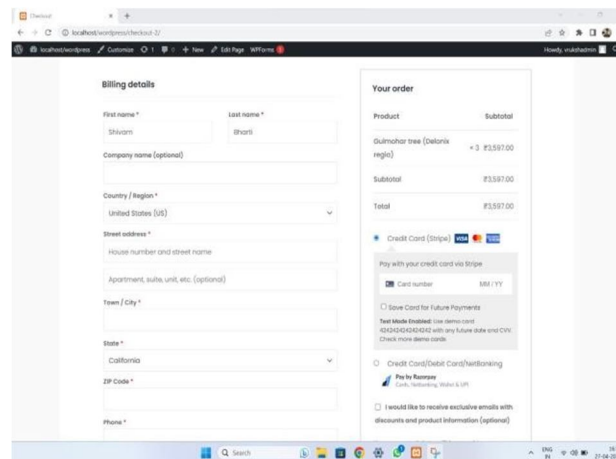 Checkout
localhost/wordpress/checkout-2/
localhost/wordpress Customize 1 0 New Edit Page WPForms
Howdy, vrukshadmin
Billing details
First name *
Last name *
Shivam
Bharti
Company name (optional)
Country / Region *
United States (US)
Street address *
House number and street name
Apartment, suite, unit, etc. (optional)
Town / City *
State *
California
ZIP Code *
Phone *
Your order
Product Subtotal
Gulmohar tree (Delonix
regia) × 3 ₹3,597.00
Subtotal ₹3,597.00
Total ₹3,597.00
Credit Card (Stripe) VISA
Pay with your credit card via Stripe
Card number MM / YY
Save Card for Future Payments
Test Mode Enabled: Use demo card
4242424242424242 with any future date and CVV.
Check more demo cards
Credit Card/Debit Card/NetBanking
Pay by Razorpay
Cards, Netbanking, Wallet & UPI
I would like to receive exclusive emails with
discounts and product information (optional)
Search
ENG
IN